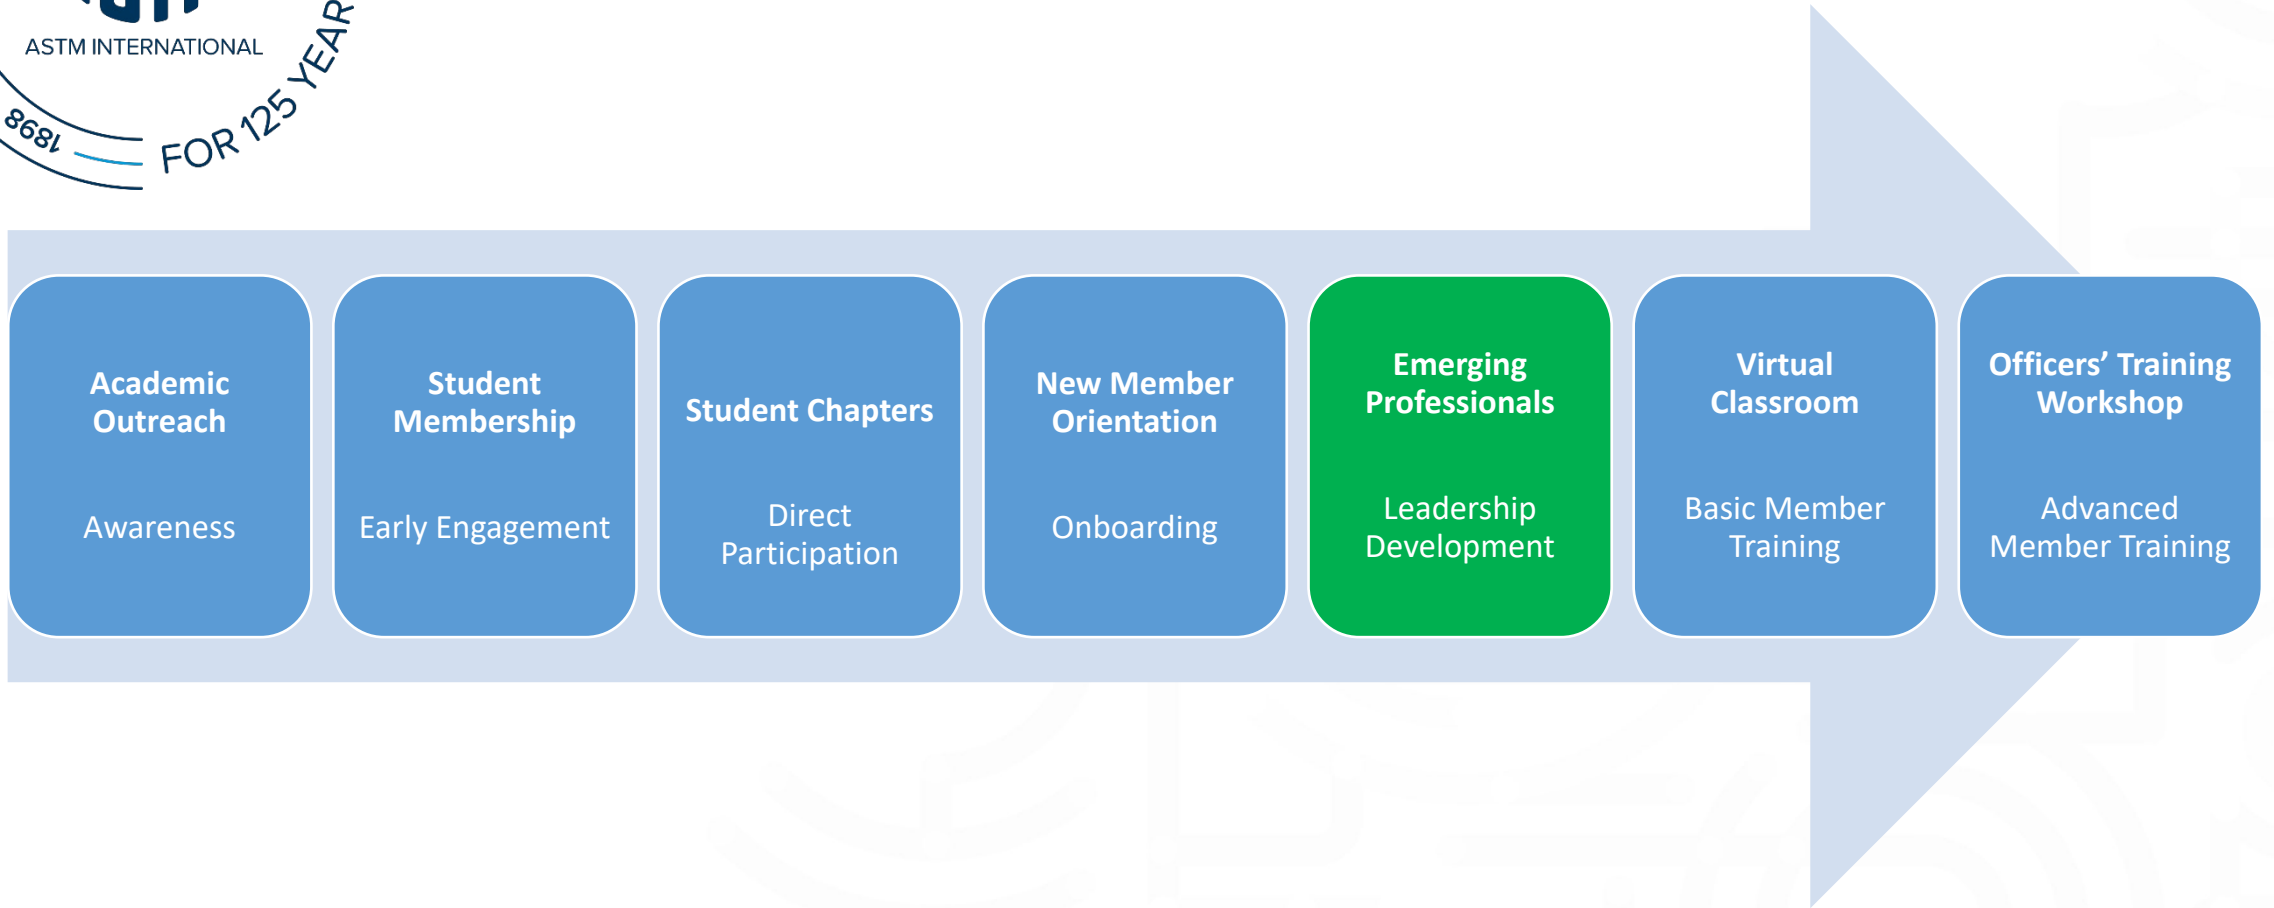 ASTM INTERNATIONAL
1898
FOR 125 YEAR
Academic
Outreach
Awareness
Student
Membership
Early Engagement
Student Chapters
Direct
Participation
New Member
Orientation
Onboarding
Emerging
Professionals
Leadership
Development
Virtual
Classroom
Basic Member
Training
Officers’ Training
Workshop
Advanced
Member Training